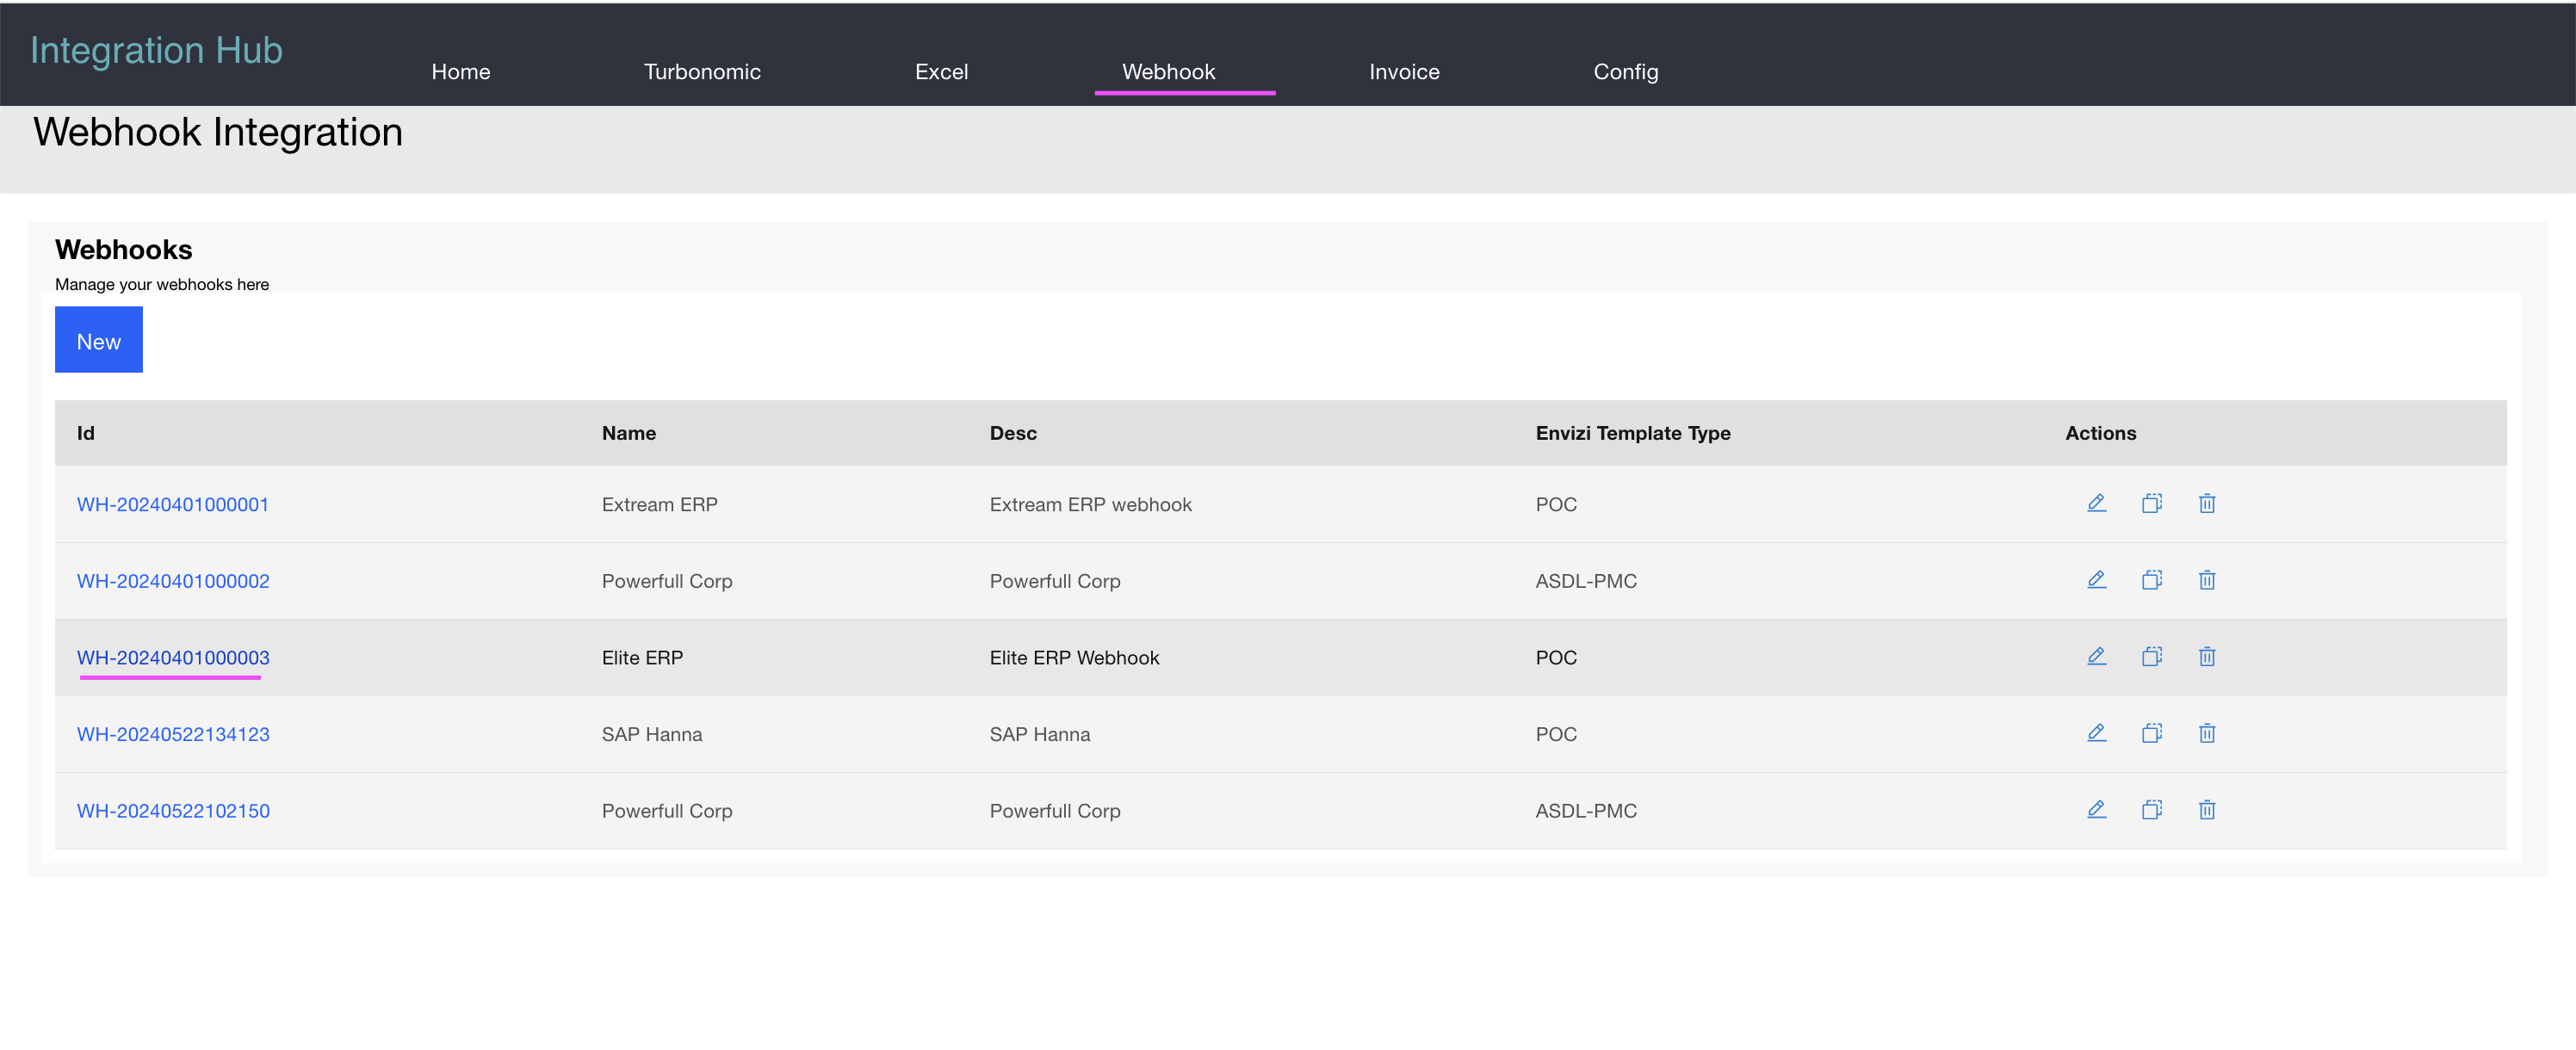 Integration Hub
Home Turbonomic Excel Webhook Invoice Config
Webhook Integration
Webhooks
Manage your webhooks here
New
Id Name Desc Envizi Template Type Actions
WH-20240401000001 Extream ERP Extream ERP webhook POC
WH-20240401000002 Powerfull Corp Powerfull Corp ASDL-PMC
WH-20240401000003 Elite ERP Elite ERP Webhook POC
WH-20240522134123 SAP Hanna SAP Hanna POC
WH-20240522102150 Powerfull Corp Powerfull Corp ASDL-PMC